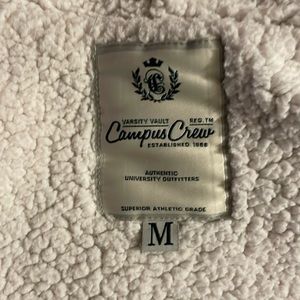 C
VARSITY VAULT REG.TM
Campus Crew
ESTABLISHED 1988
AUTHENTIC
UNIVERSITY OUTFITTERS
SUPERIOR ATHLETIC GRADE
M